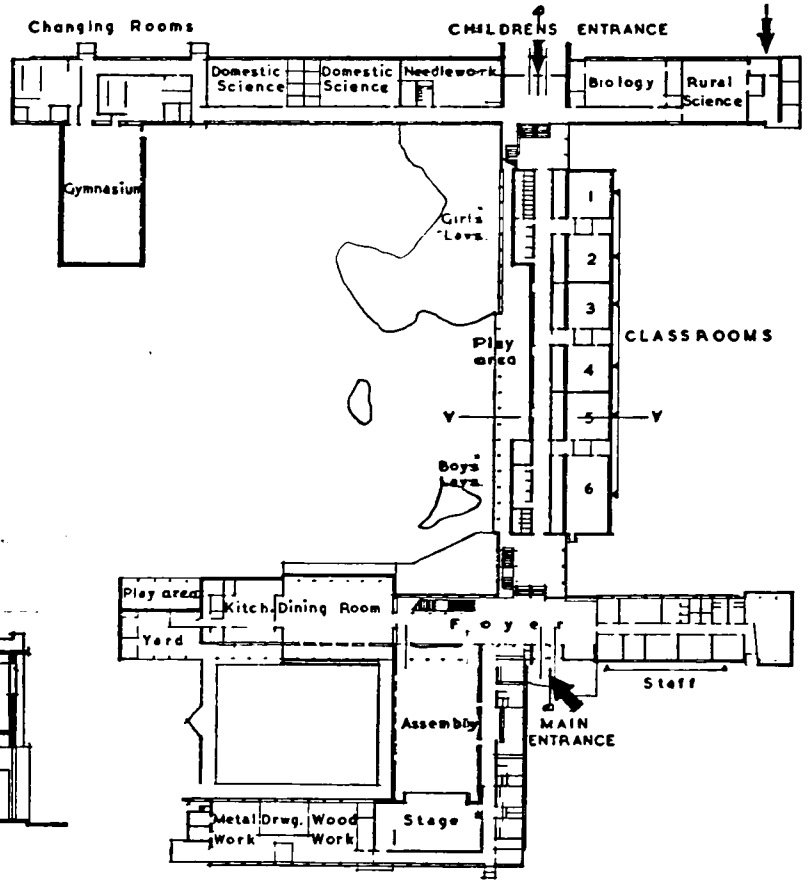 Changing Rooms
CHILDRENS ENTRANCE
Domestic
Science
Domestic
Science
Needlework
Biology
Rural
Science
Gymnasium
1
Girls"
"Lavs.
2
3
Play
area
CLASSROOMS
4
A
5
A
Boys"
Lavs.
6
Play area
Kitch.
Dining Room
Foyer
Yard
Staff
Assembly
MAIN
ENTRANCE
Metal
Work
Drwg.
Wood
Work
Stage